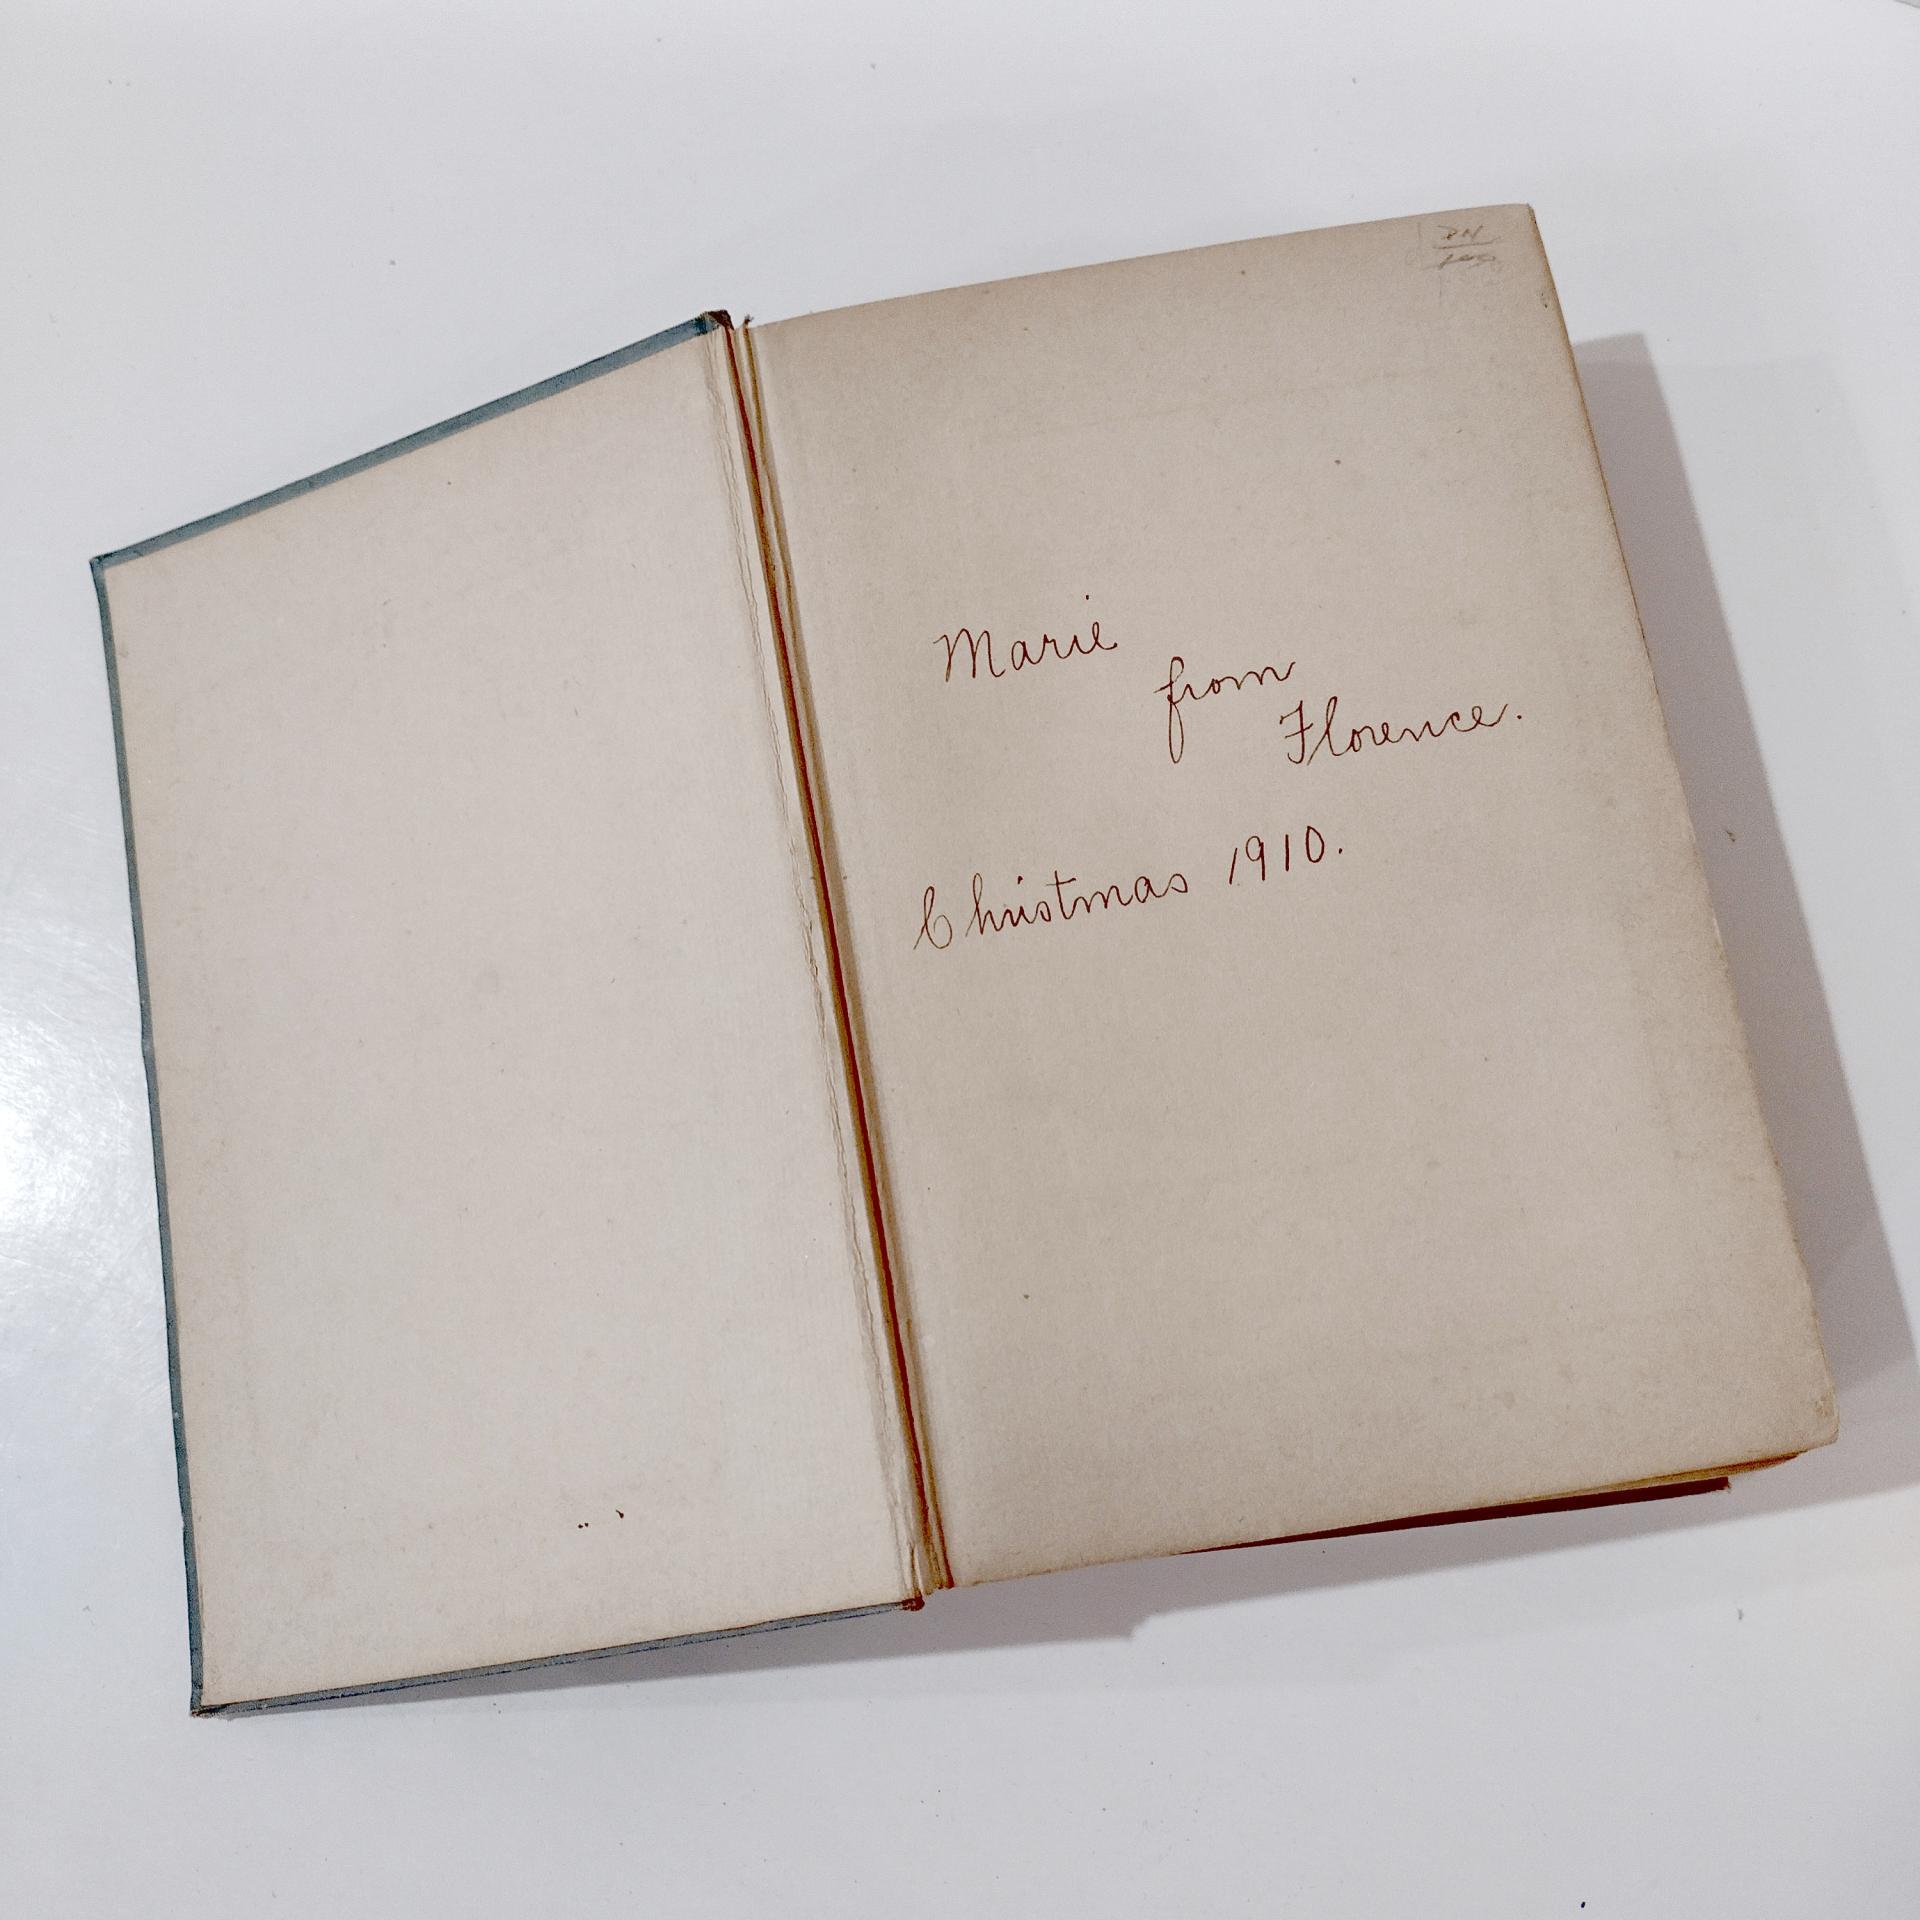 Marie
from
Florence.
Christmas 1910.